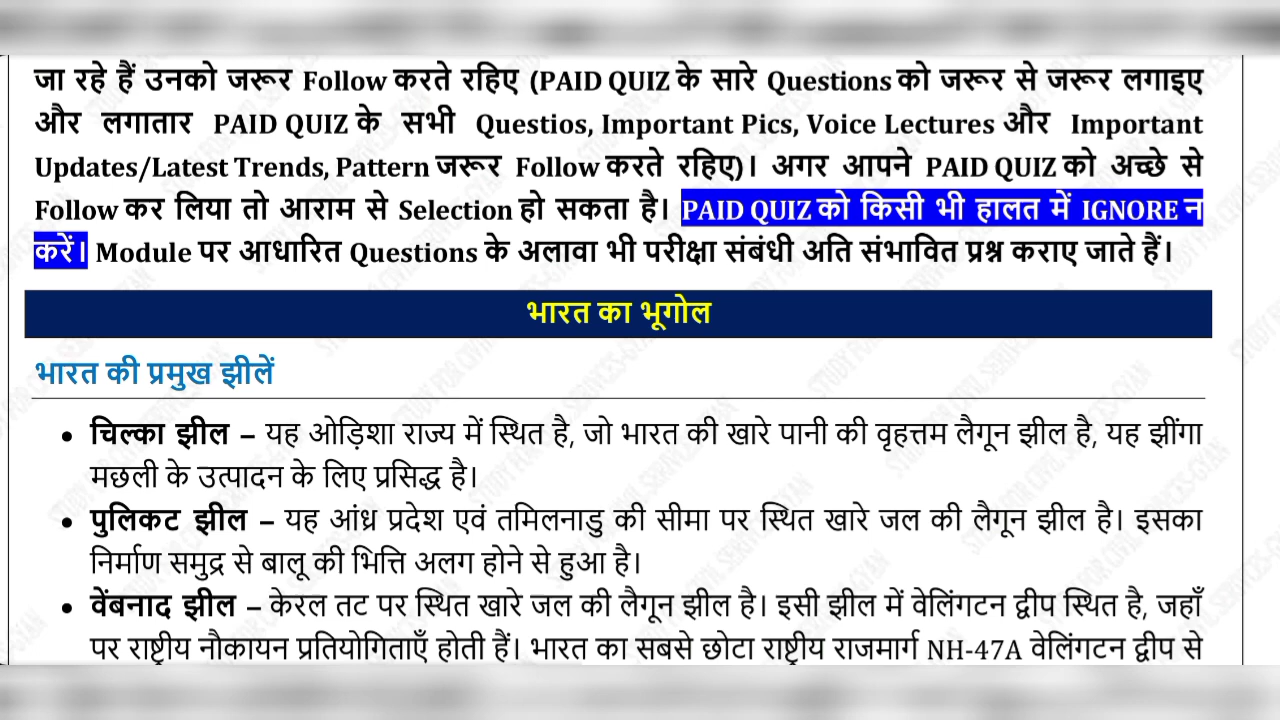 जा रहे हैं उनको जरूर Follow करते रहिए (PAID QUIZ के सारे Questions को जरूर से जरूर लगाइए
और लगातार PAID QUIZ के सभी Questios, Important Pics, Voice Lectures और Important
Updates/Latest Trends, Pattern जरूर Follow करते रहिए)। अगर आपने PAID QUIZ को अच्छे से
Follow कर लिया तो आराम से Selection हो सकता है। PAID QUIZ को किसी भी हालत में IGNORE न
करें। Module पर आधारित Questions के अलावा भी परीक्षा संबंधी अति संभावित प्रश्न कराए जाते हैं।
भारत का भूगोल
भारत की प्रमुख झीलें
• चिल्का झील – यह ओड़िशा राज्य में स्थित है, जो भारत की खारे पानी की वृहत्तम लैगून झील है, यह झींगा
मछली के उत्पादन के लिए प्रसिद्ध है।
• पुलिकट झील – यह आंध्र प्रदेश एवं तमिलनाडु की सीमा पर स्थित खारे जल की लैगून झील है। इसका
निर्माण समुद्र से बालू की भित्ति अलग होने से हुआ है।
• वेंबनाद झील – केरल तट पर स्थित खारे जल की लैगून झील है। इसी झील में वेलिंगटन द्वीप स्थित है, जहाँ
पर राष्ट्रीय नौकायन प्रतियोगिताएँ होती हैं। भारत का सबसे छोटा राष्ट्रीय राजमार्ग NH-47A वेलिंगटन द्वीप से